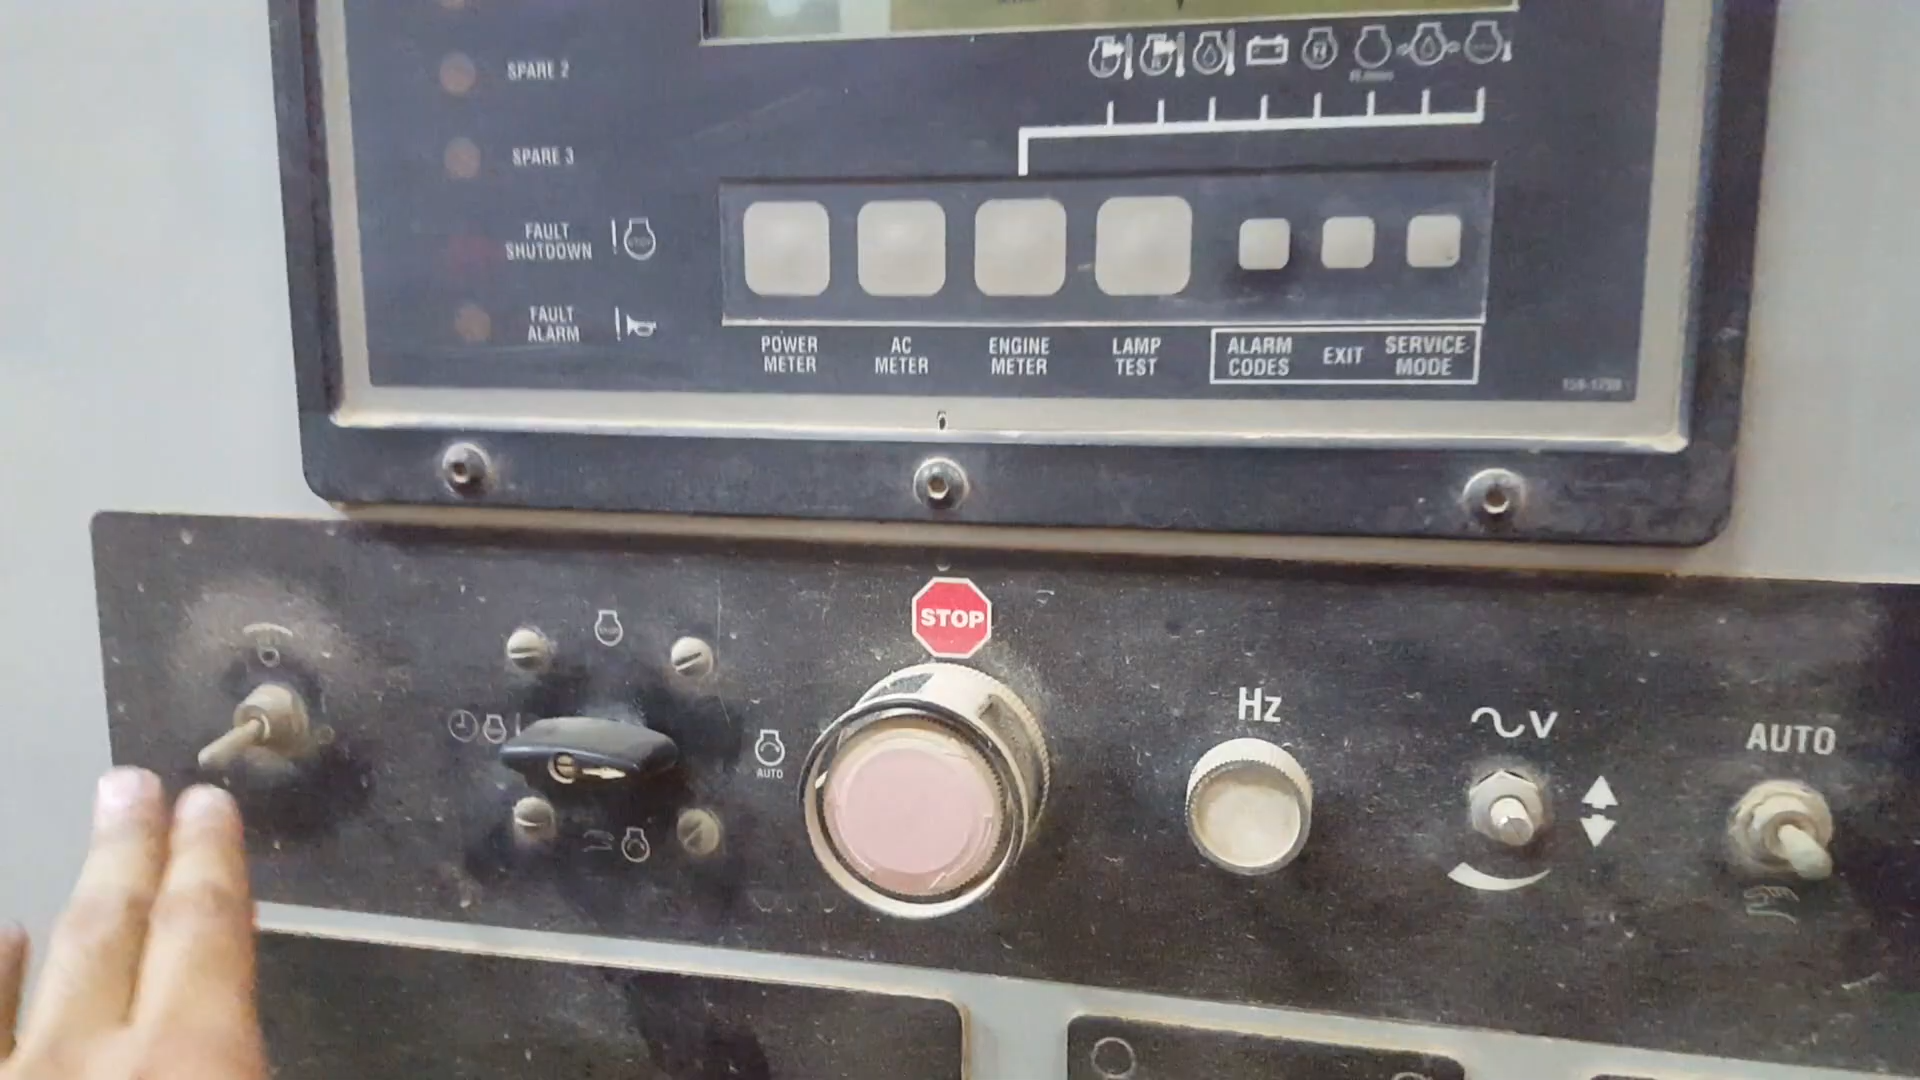 SPARE 2
SPARE 3
FAULT
SHUTDOWN
FAULT
ALARM
POWER
METER
AC
METER
ENGINE
METER
LAMP
TEST
ALARM
CODES
EXIT
SERVICE
MODE
STOP
AUTO
Hz
V
AUTO